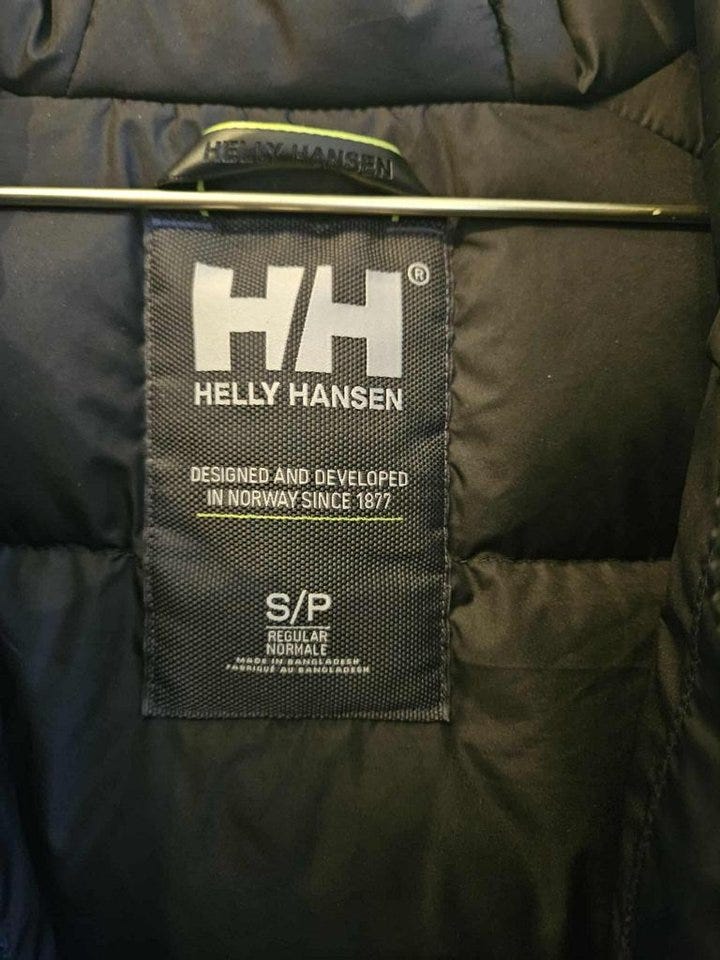 HELLY HANSEN
HH®
HELLY HANSEN
DESIGNED AND DEVELOPED
IN NORWAY SINCE 1877
S/P
REGULAR
NORMALE
MADE IN BANGLADESH
FABRIQUÉ AU BANGLADESH